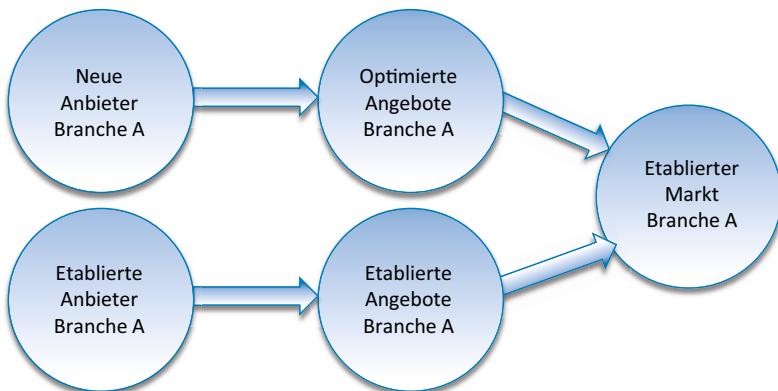 Neue
Anbieter
Branche A
Optimierte
Angebote
Branche A
Etablierter
Markt
Branche A
Etablierte
Anbieter
Branche A
Etablierte
Angebote
Branche A